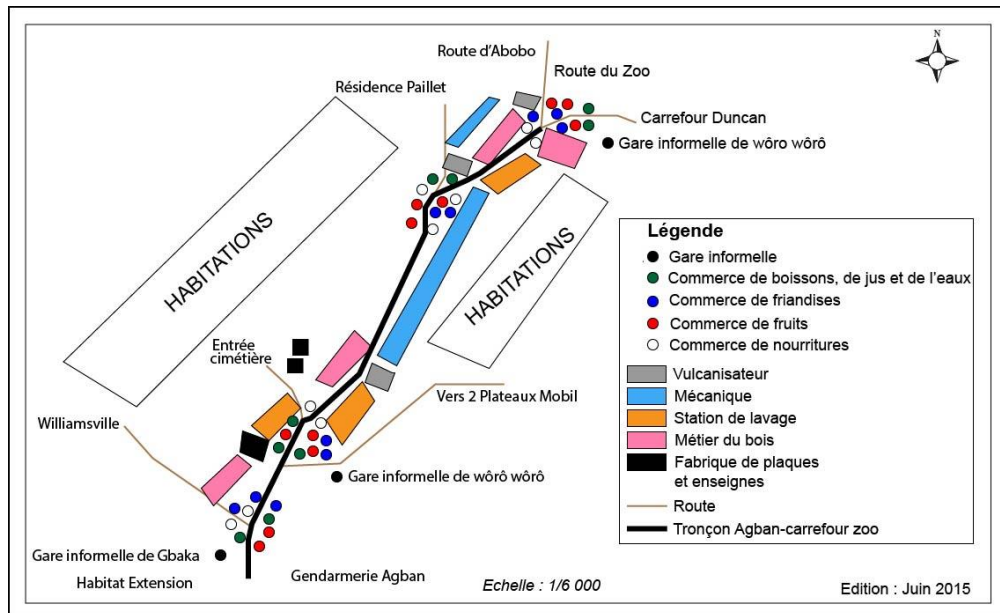 N
Route d'Abobo
Route du Zoo
Résidence Paillet
Carrefour Duncan
Gare informelle de wôro wôrô
HABITATIONS
HABITATIONS
Entrée
cimétière
Vers 2 Plateaux Mobil
Williamsville
Gare informelle de wôrô wôrô
Gare informelle de Gbaka
Habitat Extension
Gendarmerie Agban
Echelle : 1/6 000
Edition : Juin 2015
Légende
Gare informelle
Commerce de boissons, de jus et de l'eaux
Commerce de friandises
Commerce de fruits
Commerce de nourritures
Vulcanisateur
Mécanique
Station de lavage
Métier du bois
Fabrique de plaques
et enseignes
Route
Tronçon Agban-carrefour zoo